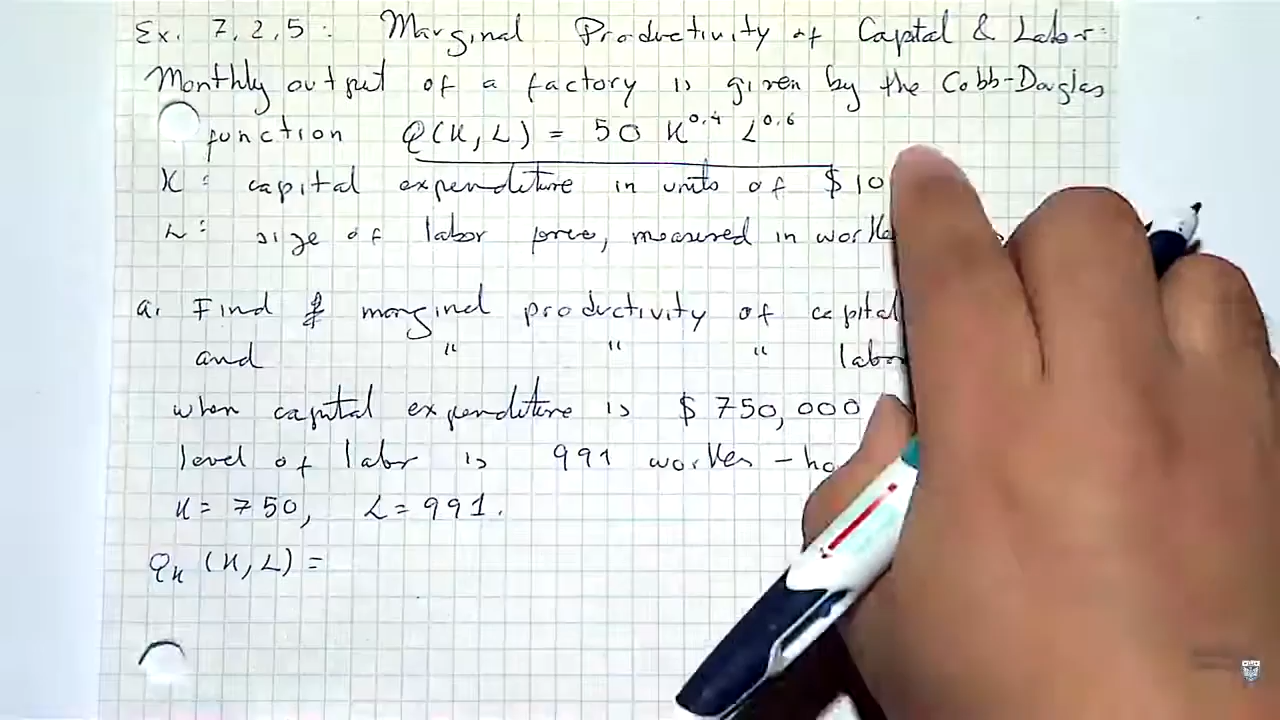 Ex. 7.2.5: Marginal Productivity of Capital & Labor:
Monthly output of a factory is given by the Cobb-Douglas
function Q(K, L) = 50 K^0.4 L^0.6
K: capital expenditure in units of $ 10
L: size of labor force, measured in worke
a. Find marginal productivity of capital
and " " " labor
when capital expenditure is $ 750,000
level of labor is 991 worker-ho
K = 750, L = 991.
Q_K (K, L) =